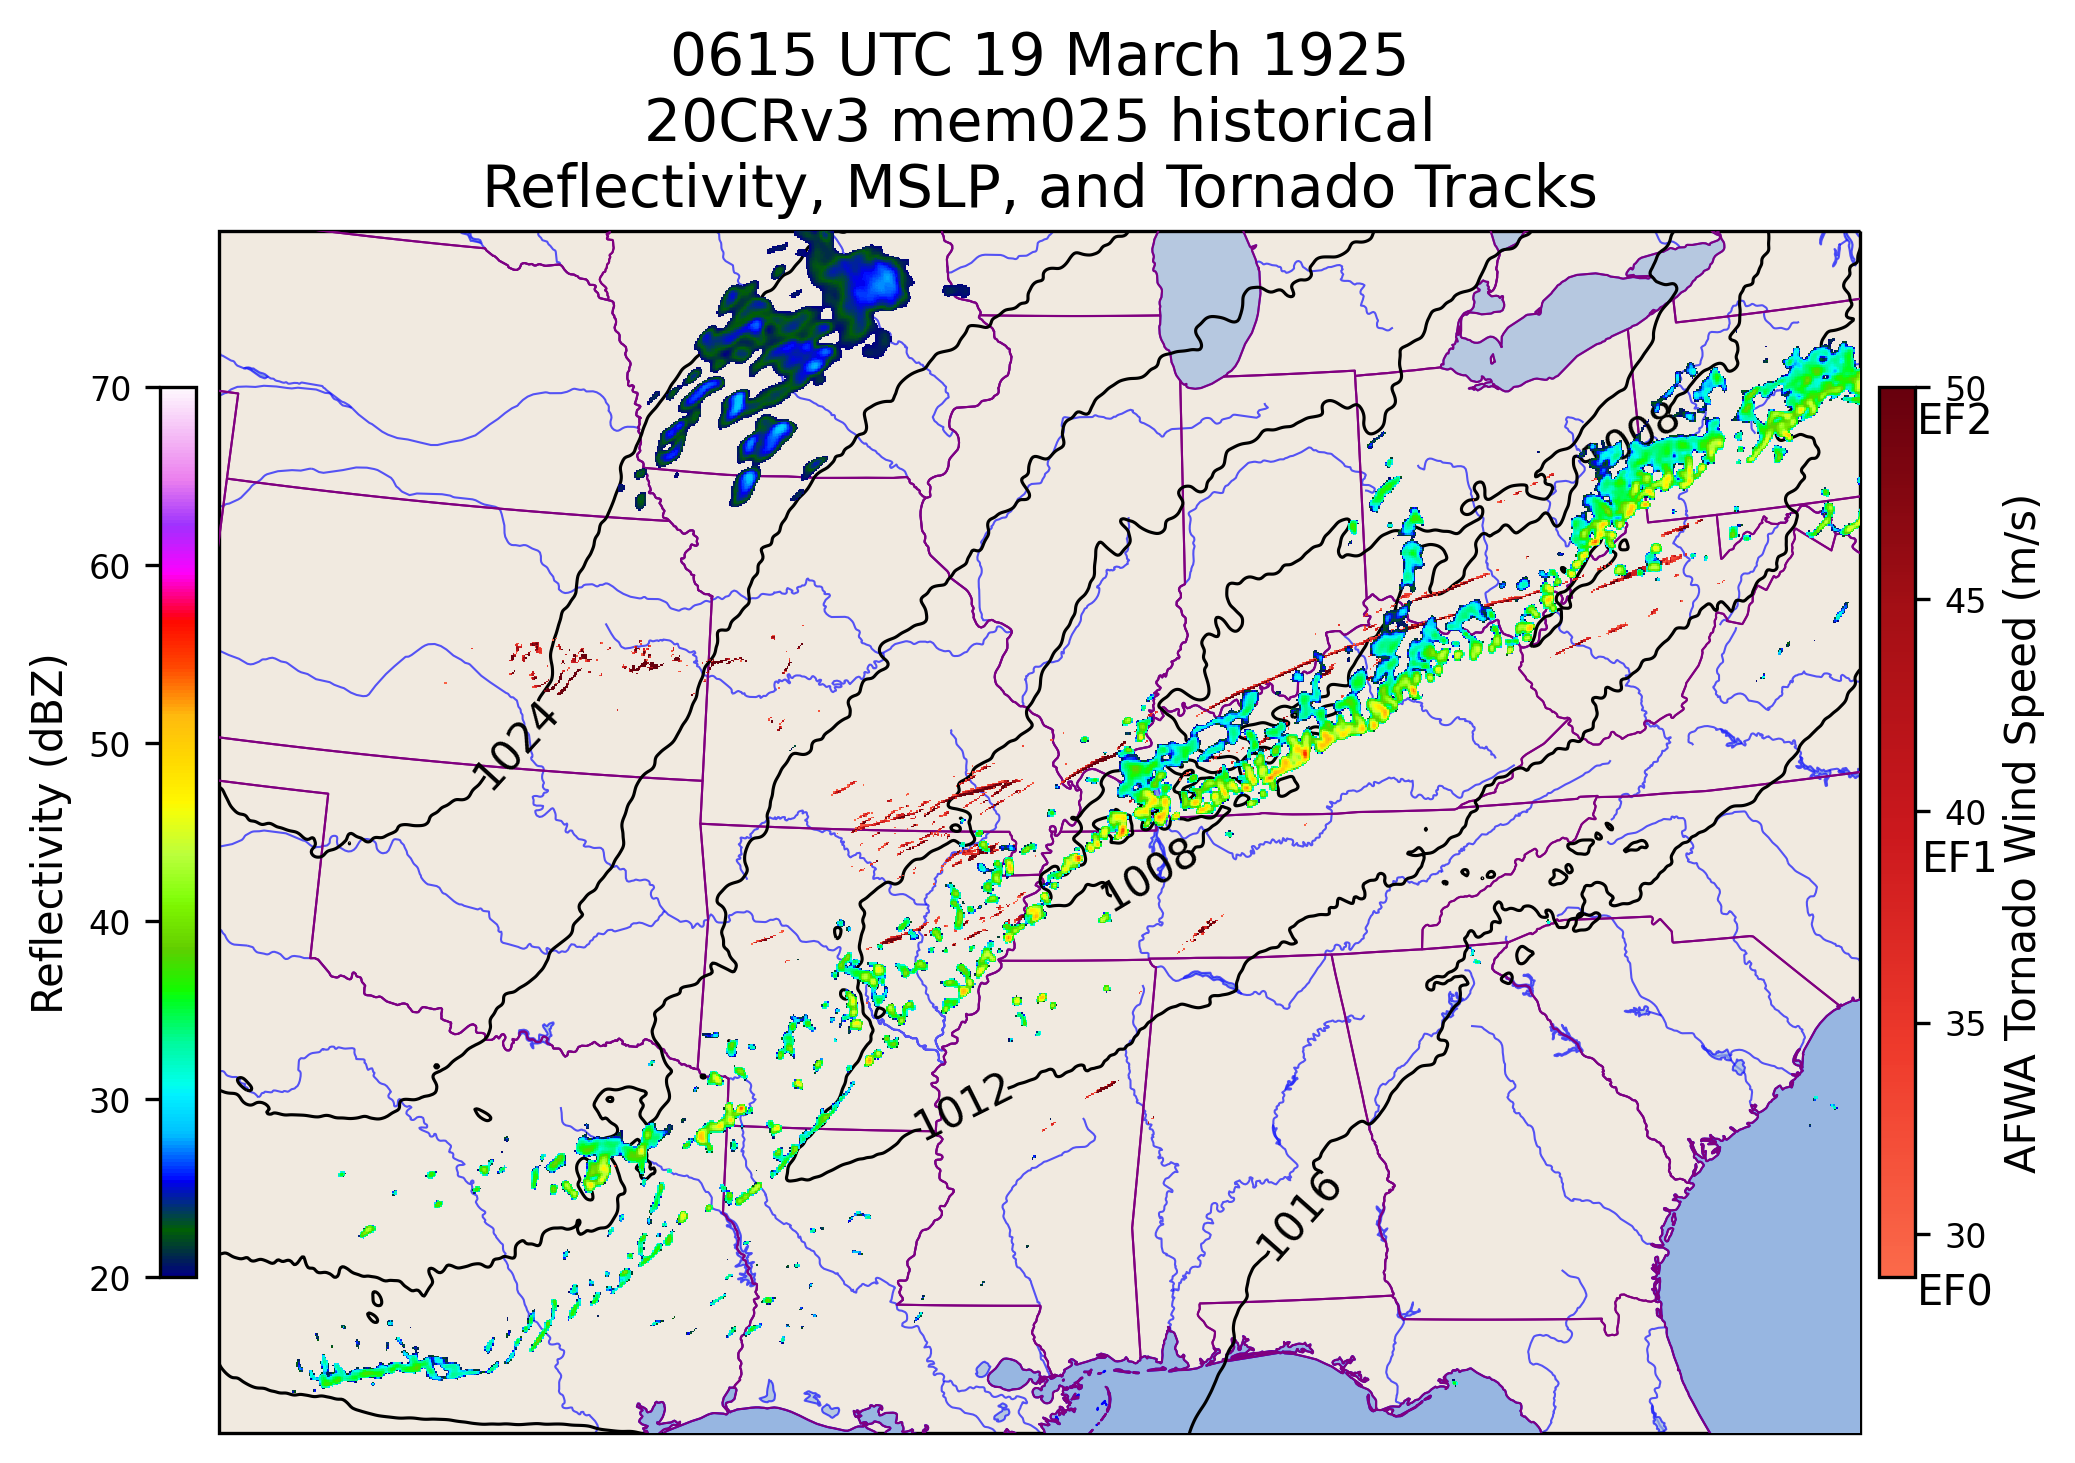 0615 UTC 19 March 1925
20CRv3 mem025 historical
Reflectivity, MSLP, and Tornado Tracks
70
60
50
40
30
20
Reflectivity (dBZ)
1024
1008
1008
1012
1016
50
EF2
45
40
EF1
35
30
EF0
AFWA Tornado Wind Speed (m/s)